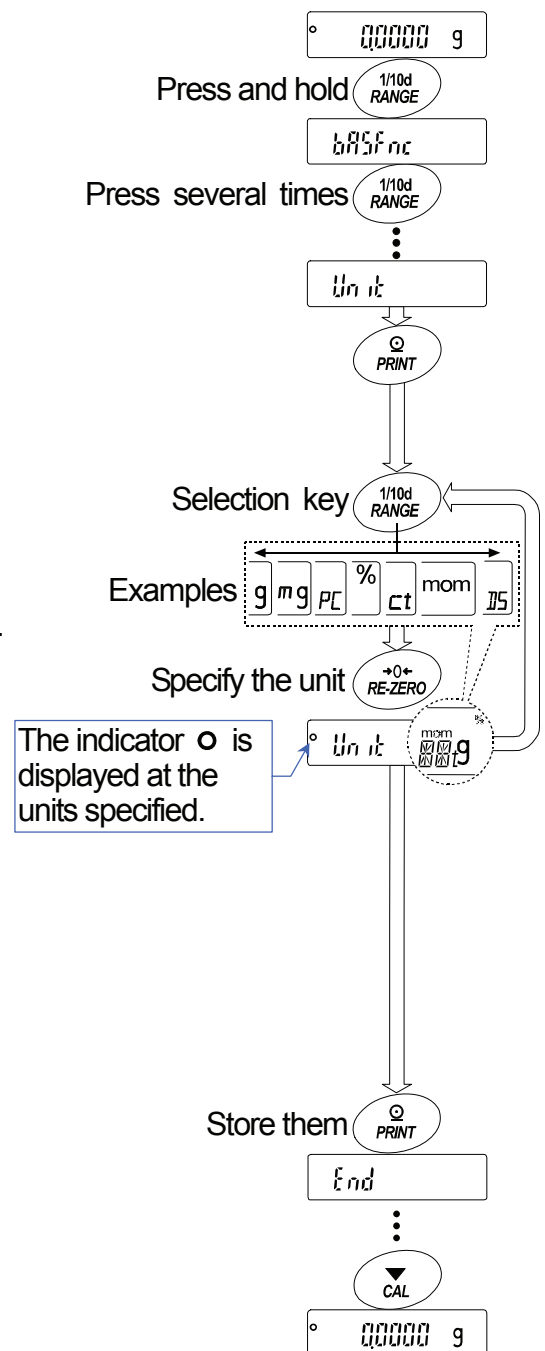 0.0000 g
Press and hold 1/10d
RANGE
bASFnc
Press several times 1/10d
RANGE
Unit
PRINT
Selection key 1/10d
RANGE
Examples g mg PC % ct mom DS
Specify the unit →0←
RE-ZERO
The indicator o is
displayed at the
units specified.
Unit
mom
t g
Store them PRINT
End
CAL
0.0000 g